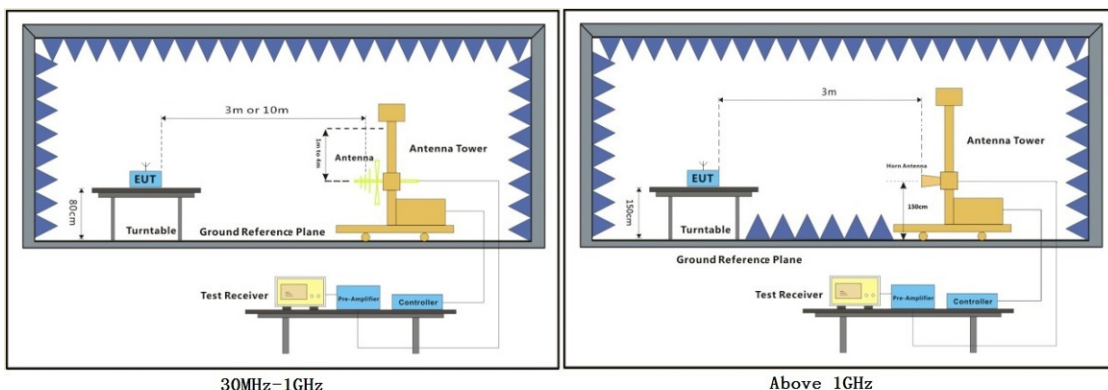 3m or 10m
1m to 4m
Antenna
Antenna Tower
EUT
80cm
Turntable
Ground Reference Plane
Test Receiver
Pre-Amplifier
Controller
30MHz-1GHz
3m
Antenna Tower
Horn Antenna
EUT
150cm
150cm
Turntable
Ground Reference Plane
Test Receiver
Pre-Amplifier
Controller
Above 1GHz